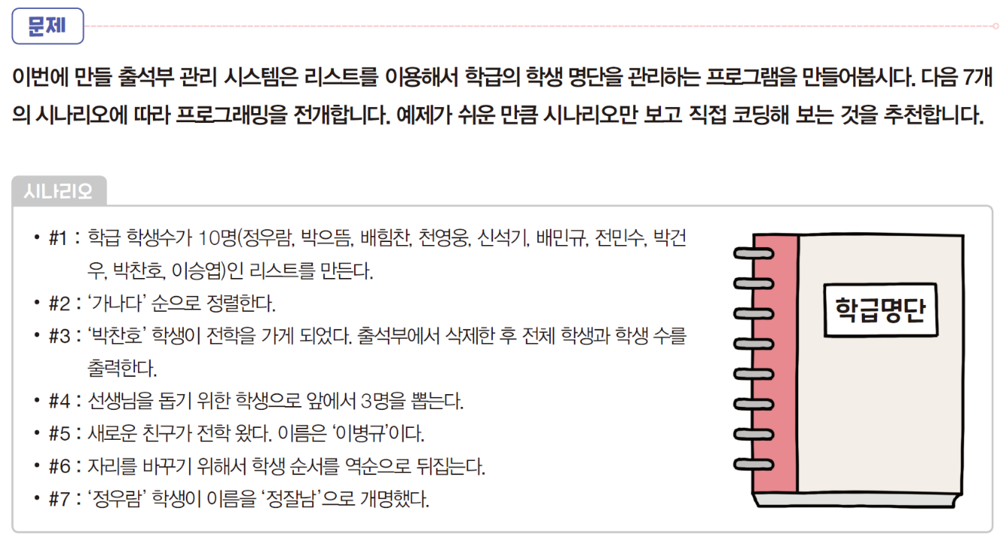 문제
이번에 만들 출석부 관리 시스템은 리스트를 이용해서 학급의 학생 명단을 관리하는 프로그램을 만들어봅시다. 다음 7개
의 시나리오에 따라 프로그래밍을 전개합니다. 예제가 쉬운 만큼 시나리오만 보고 직접 코딩해 보는 것을 추천합니다.
시나리오
• #1 : 학급 학생수가 10명(정우람, 박으뜸, 배힘찬, 천영웅, 신석기, 배민규, 전민수, 박건
우, 박찬호, 이승엽)인 리스트를 만든다.
• #2 : ‘가나다’ 순으로 정렬한다.
• #3 : ‘박찬호’ 학생이 전학을 가게 되었다. 출석부에서 삭제한 후 전체 학생과 학생 수를
출력한다.
• #4 : 선생님을 돕기 위한 학생으로 앞에서 3명을 뽑는다.
• #5 : 새로운 친구가 전학 왔다. 이름은 ‘이병규’이다.
• #6 : 자리를 바꾸기 위해서 학생 순서를 역순으로 뒤집는다.
• #7 : ‘정우람’ 학생이 이름을 ‘정잘남’으로 개명했다.
학급명단